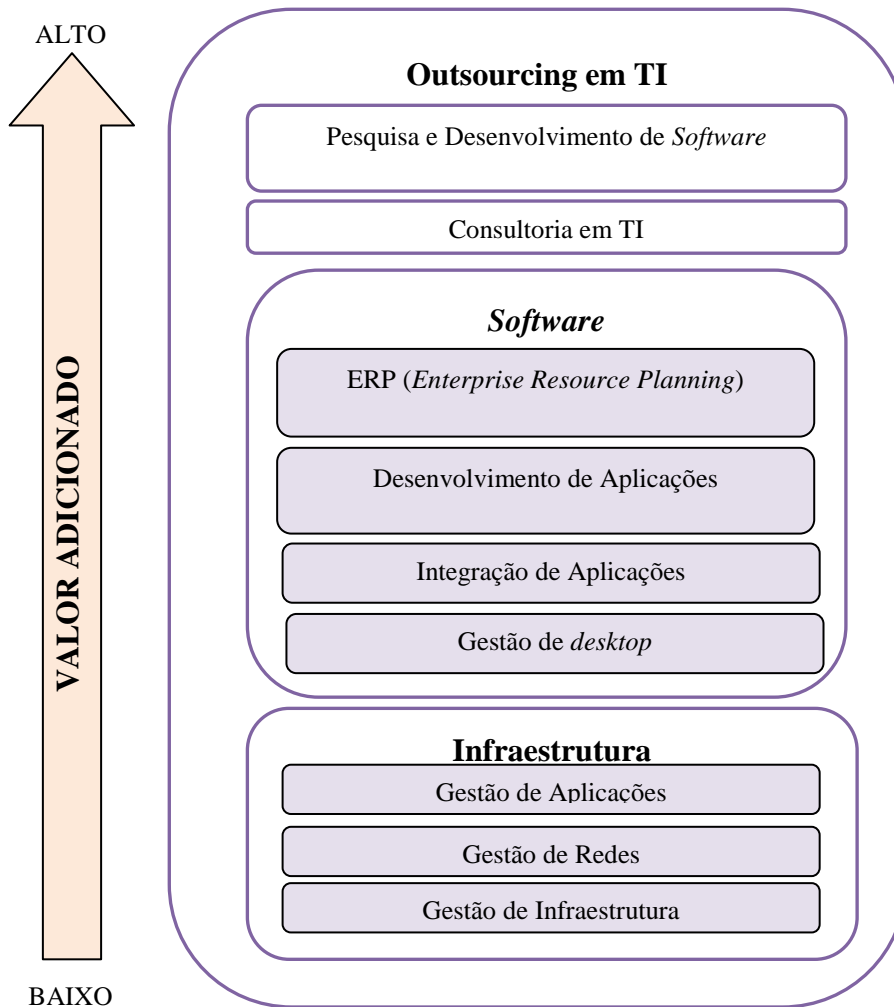 ALTO
Outsourcing em TI
Pesquisa e Desenvolvimento de Software
Consultoria em TI
Software
ERP (Enterprise Resource Planning)
Desenvolvimento de Aplicações
Integração de Aplicações
Gestão de desktop
VALOR ADICIONADO
Infraestrutura
Gestão de Aplicações
Gestão de Redes
Gestão de Infraestrutura
BAIXO